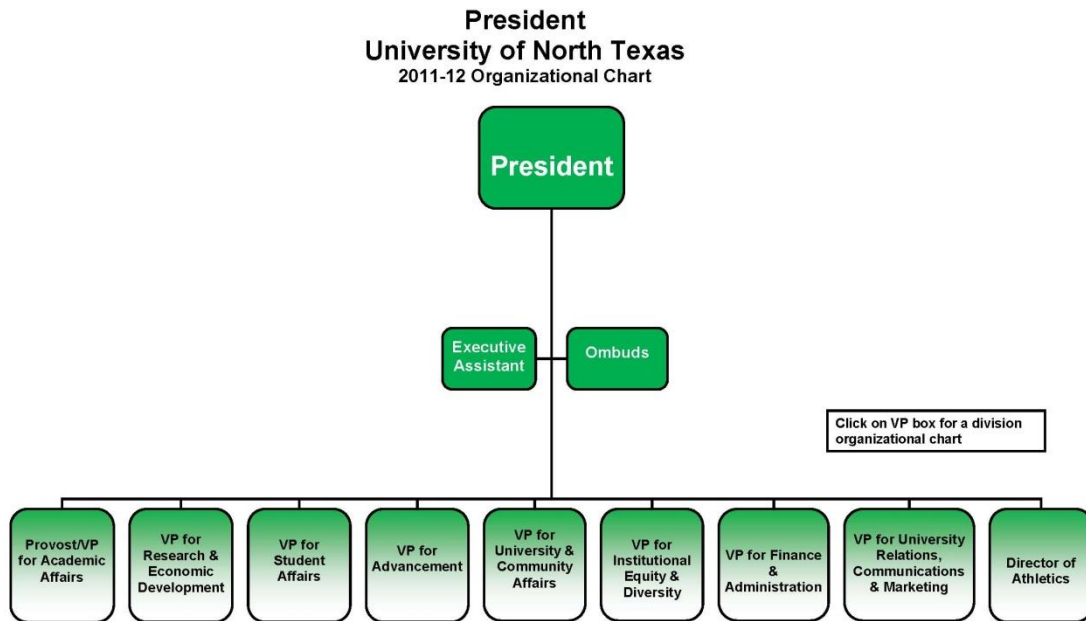 President
University of North Texas
2011-12 Organizational Chart
President
Executive
Assistant
Ombuds
Click on VP box for a division
organizational chart
Provost/VP
for Academic
Affairs
VP for
Research &
Economic
Development
VP for
Student
Affairs
VP for
Advancement
VP for
University &
Community
Affairs
VP for
Institutional
Equity &
Diversity
VP for Finance
&
Administration
VP for University
Relations,
Communications
& Marketing
Director of
Athletics